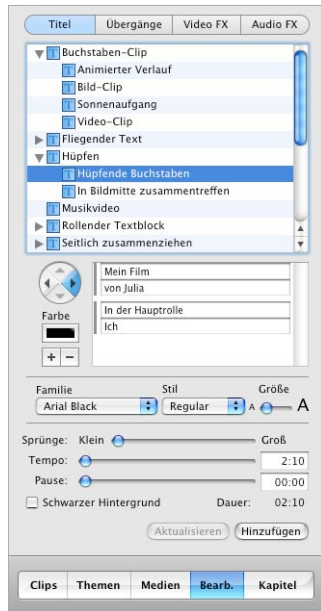 Titel Übergänge Video FX Audio FX
Buchstaben-Clip
Animierter Verlauf
Bild-Clip
Sonnenaufgang
Video-Clip
Fliegender Text
Hüpfen
Hüpfende Buchstaben
In Bildmitte zusammentreffen
Musikvideo
Rollender Textblock
Seitlich zusammenziehen
Mein Film
von Julia
In der Hauptrolle
Ich
Farbe
+ −
Familie Stil Größe
Arial Black Regular A A
Sprünge: Klein Groß
Tempo: 2:10
Pause: 00:00
Schwarzer Hintergrund Dauer: 02:10
Aktualisieren Hinzufügen
Clips Themen Medien Bearb. Kapitel